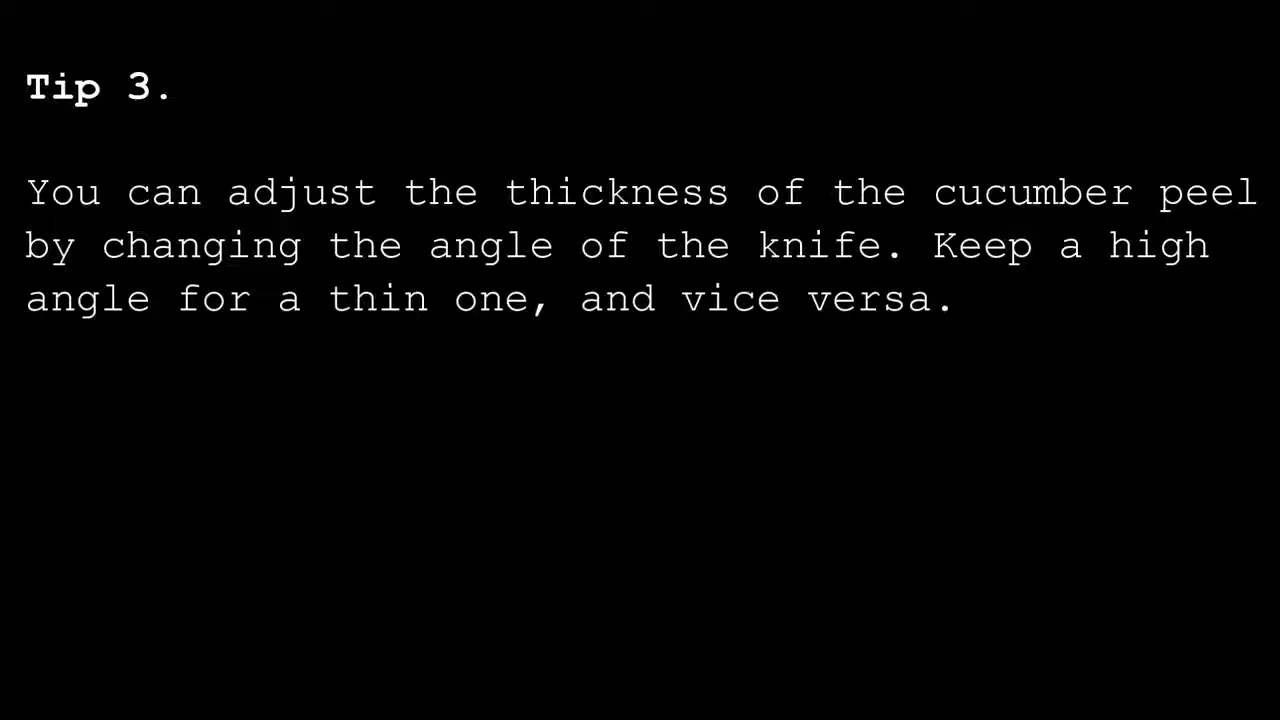 Tip 3.
You can adjust the thickness of the cucumber peel
by changing the angle of the knife. Keep a high
angle for a thin one, and vice versa.